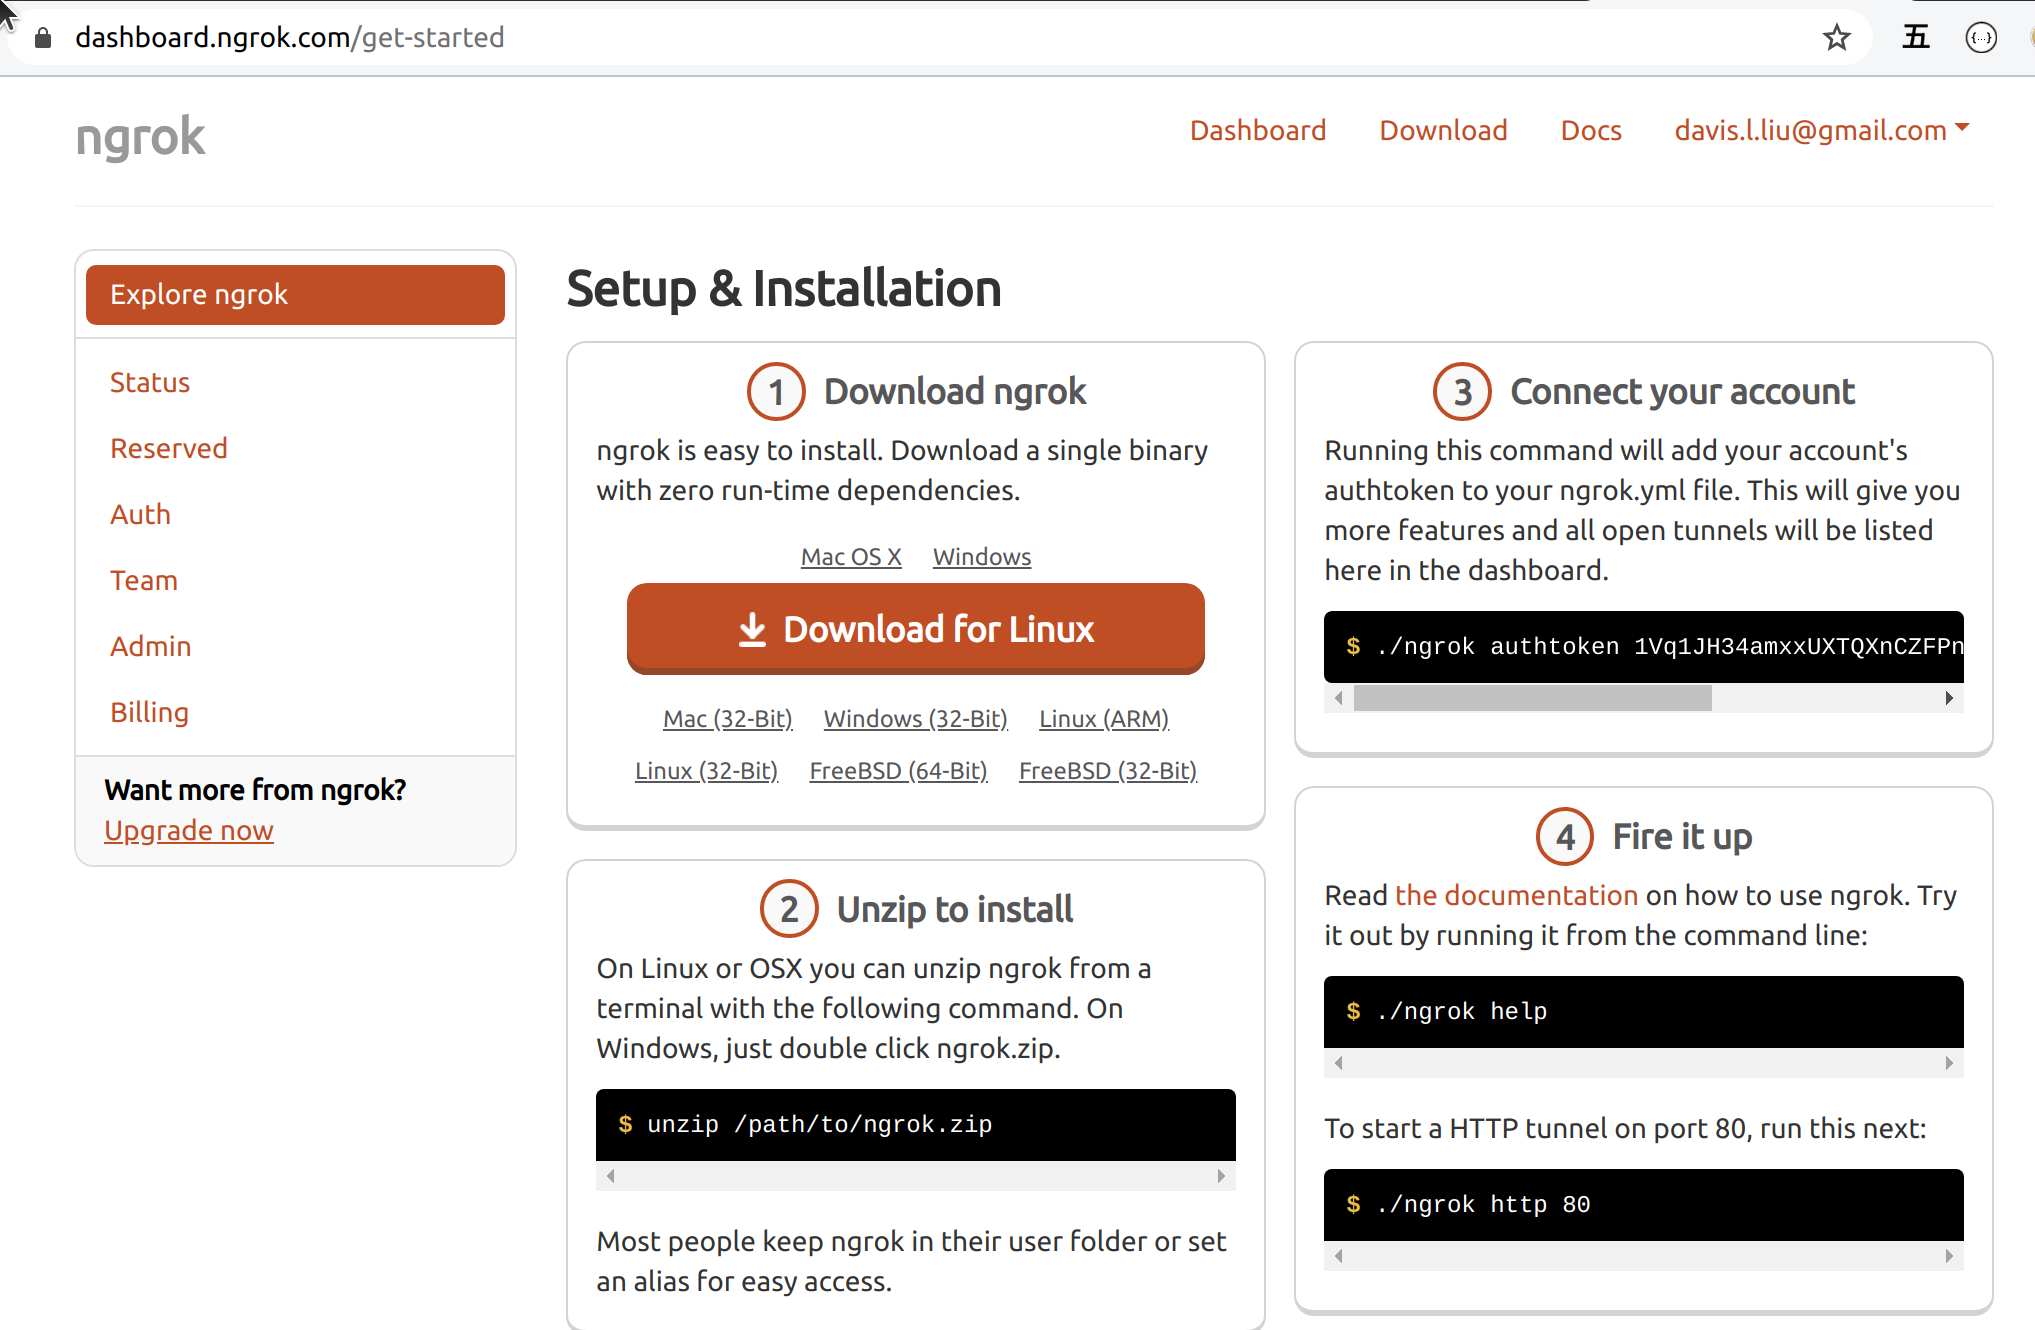 dashboard.ngrok.com/get-started
五
{...}
ngrok
Dashboard Download Docs davis.l.liu@gmail.com
Explore ngrok
Status
Reserved
Auth
Team
Admin
Billing
Want more from ngrok?
Upgrade now
Setup & Installation
1 Download ngrok
ngrok is easy to install. Download a single binary
with zero run-time dependencies.
Mac OS X Windows
Download for Linux
Mac (32-Bit) Windows (32-Bit) Linux (ARM)
Linux (32-Bit) FreeBSD (64-Bit) FreeBSD (32-Bit)
2 Unzip to install
On Linux or OSX you can unzip ngrok from a
terminal with the following command. On
Windows, just double click ngrok.zip.
$ unzip /path/to/ngrok.zip
Most people keep ngrok in their user folder or set
an alias for easy access.
3 Connect your account
Running this command will add your account's
authtoken to your ngrok.yml file. This will give you
more features and all open tunnels will be listed
here in the dashboard.
$ ./ngrok authtoken 1Vq1JH34amxxUXTQXnCZFPn
4 Fire it up
Read the documentation on how to use ngrok. Try
it out by running it from the command line:
$ ./ngrok help
To start a HTTP tunnel on port 80, run this next:
$ ./ngrok http 80